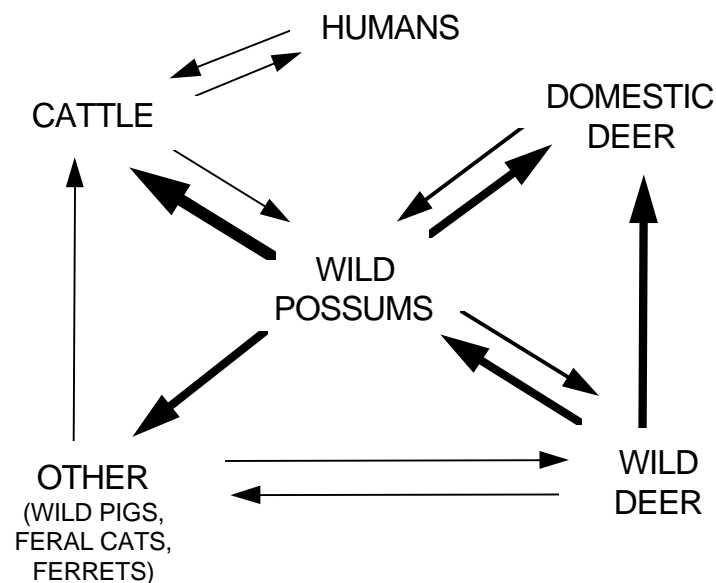 HUMANS
DOMESTIC
DEER
CATTLE
WILD
POSSUMS
OTHER
(WILD PIGS,
FERAL CATS,
FERRETS)
WILD
DEER